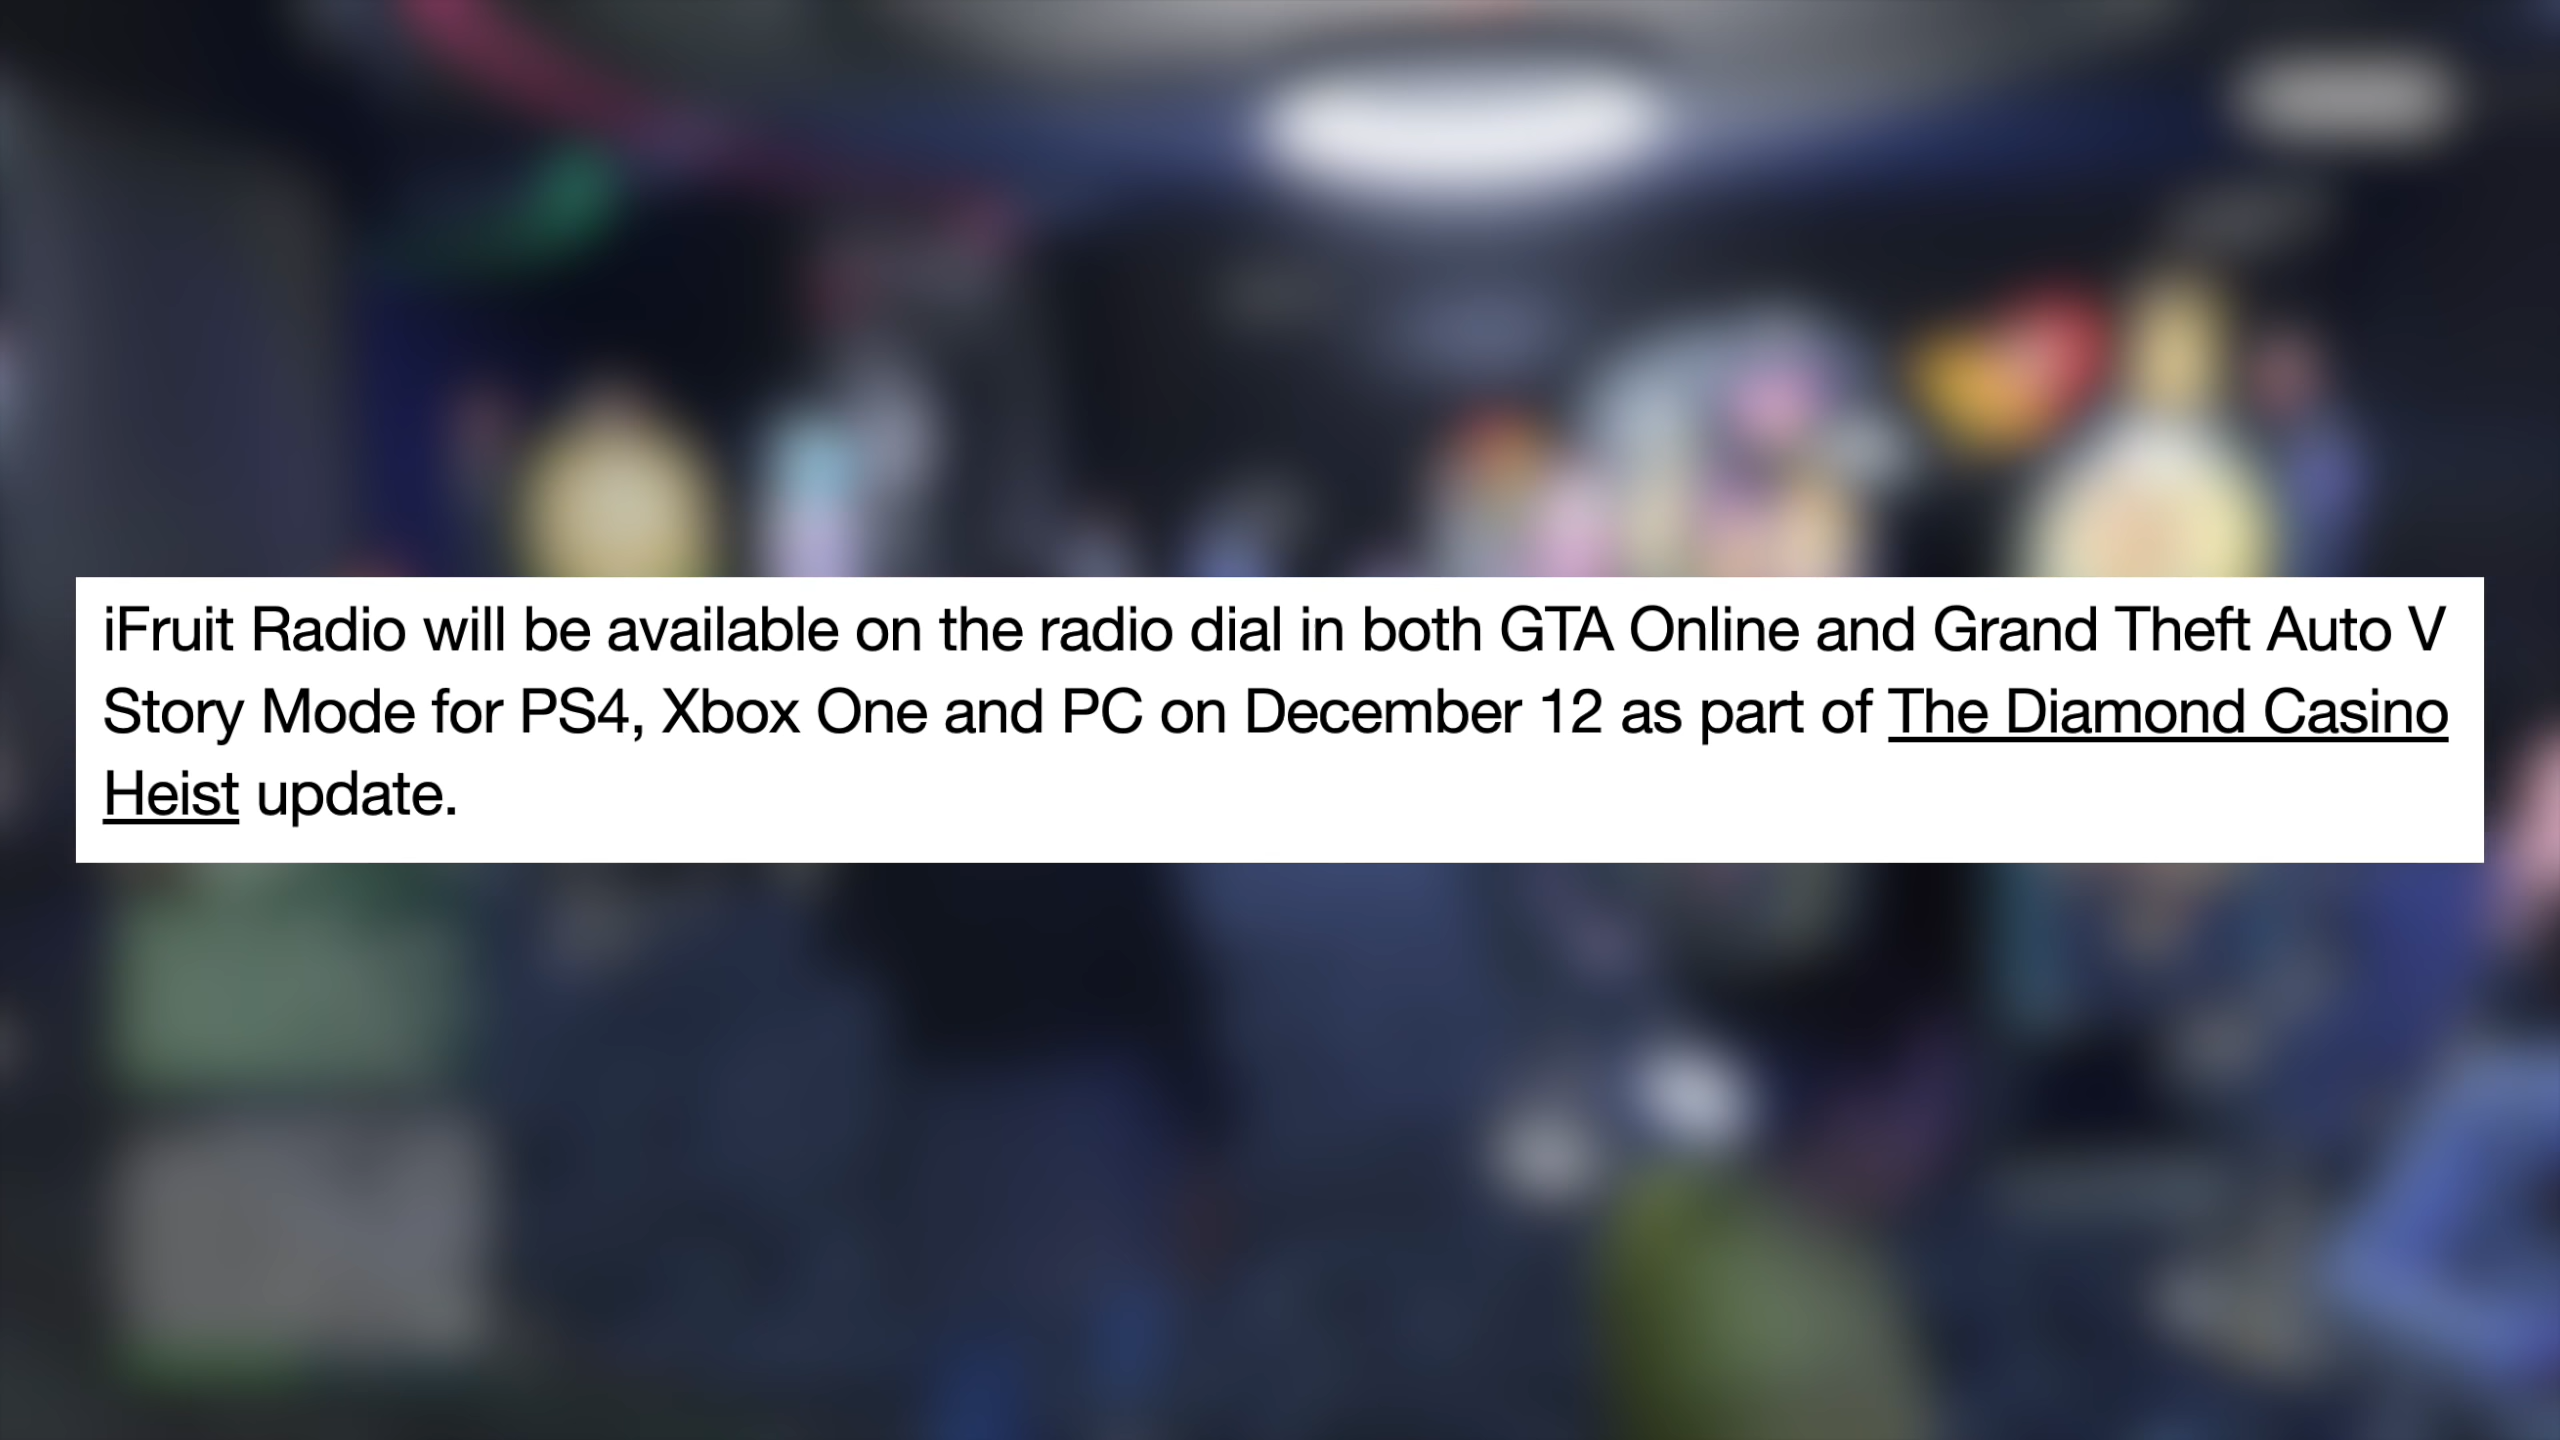 iFruit Radio will be available on the radio dial in both GTA Online and Grand Theft Auto V
Story Mode for PS4, Xbox One and PC on December 12 as part of The Diamond Casino
Heist update.